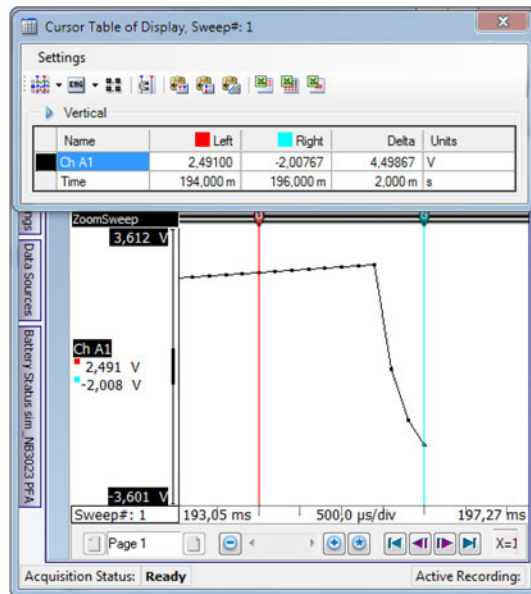 Cursor Table of Display, Sweep#: 1
Settings
Vertical
Name Left Right Delta Units
Ch A1 2,49100 -2,00767 4,49867 V
Time 194,000 m 196,000 m 2,000 m s
ZoomSweep
3,612 V
Data Sources
Battery Status sim_NB3023 PFA
Ch A1
2,491 V
-2,008 V
-3,601 V
Sweep#: 1 193,05 ms 500,0 µs/div 197,27 ms
Page 1 X=1
Acquisition Status: Ready Active Recording: